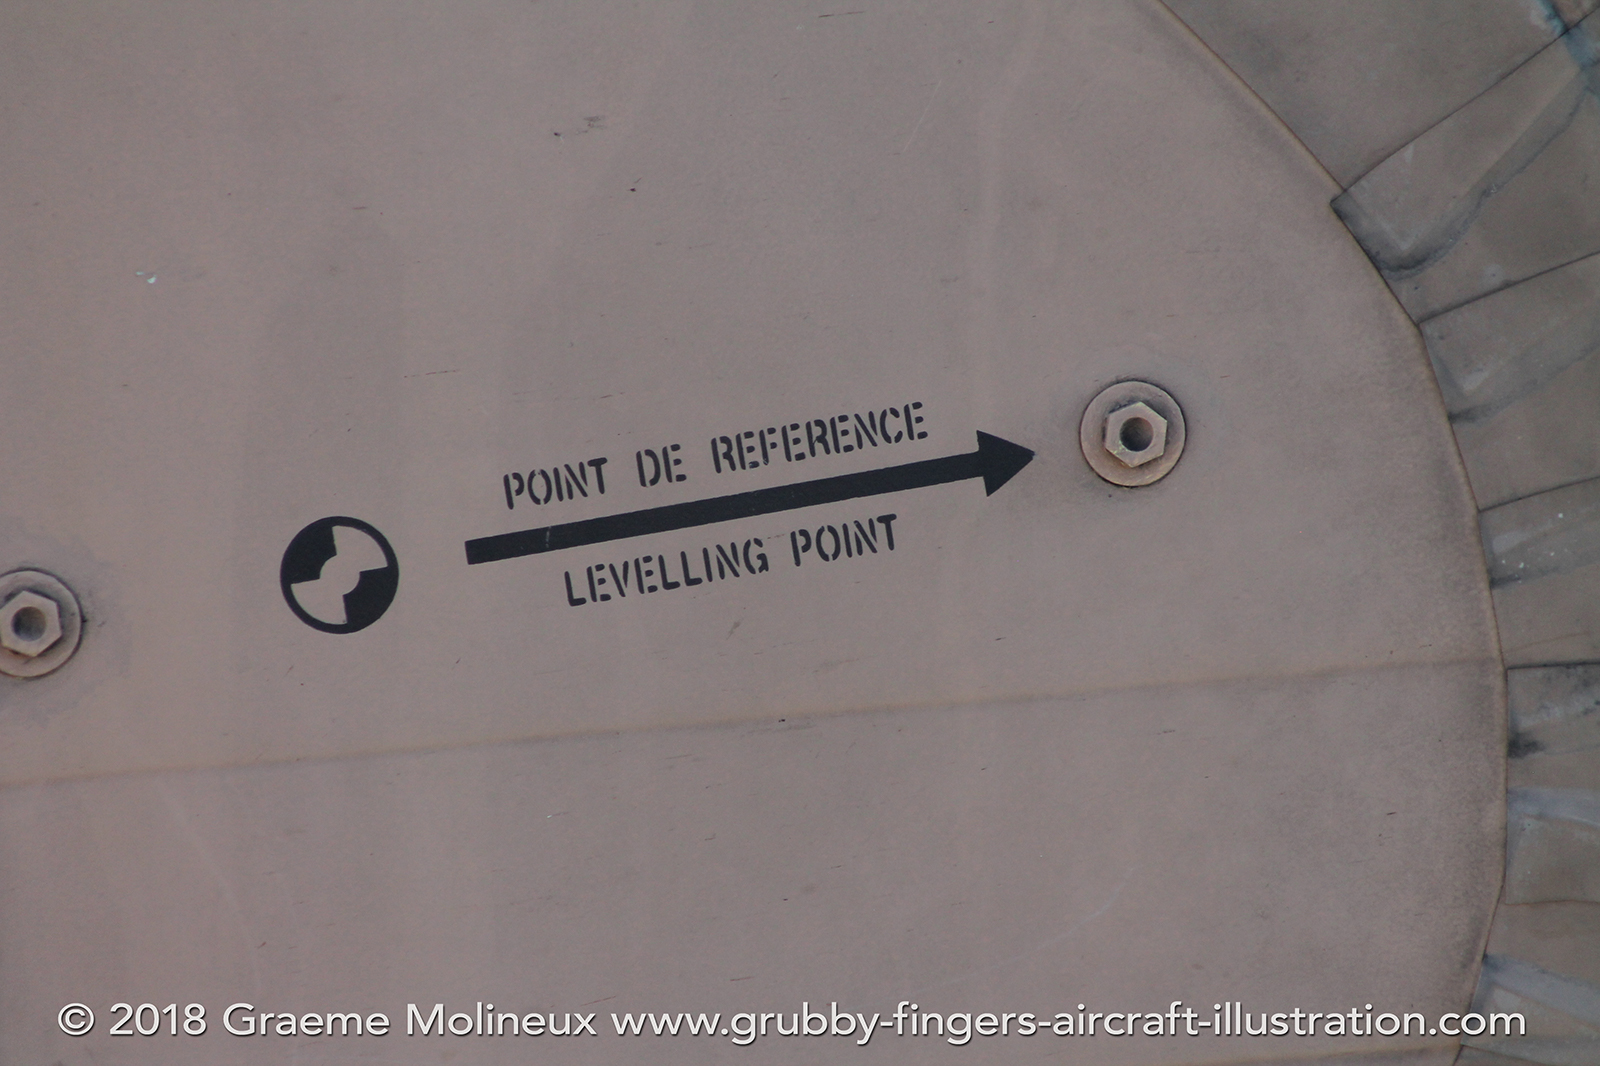 POINT DE REFERENCE
LEVELLING POINT
© 2018 Graeme Molineux www.grubby-fingers-aircraft-illustration.com